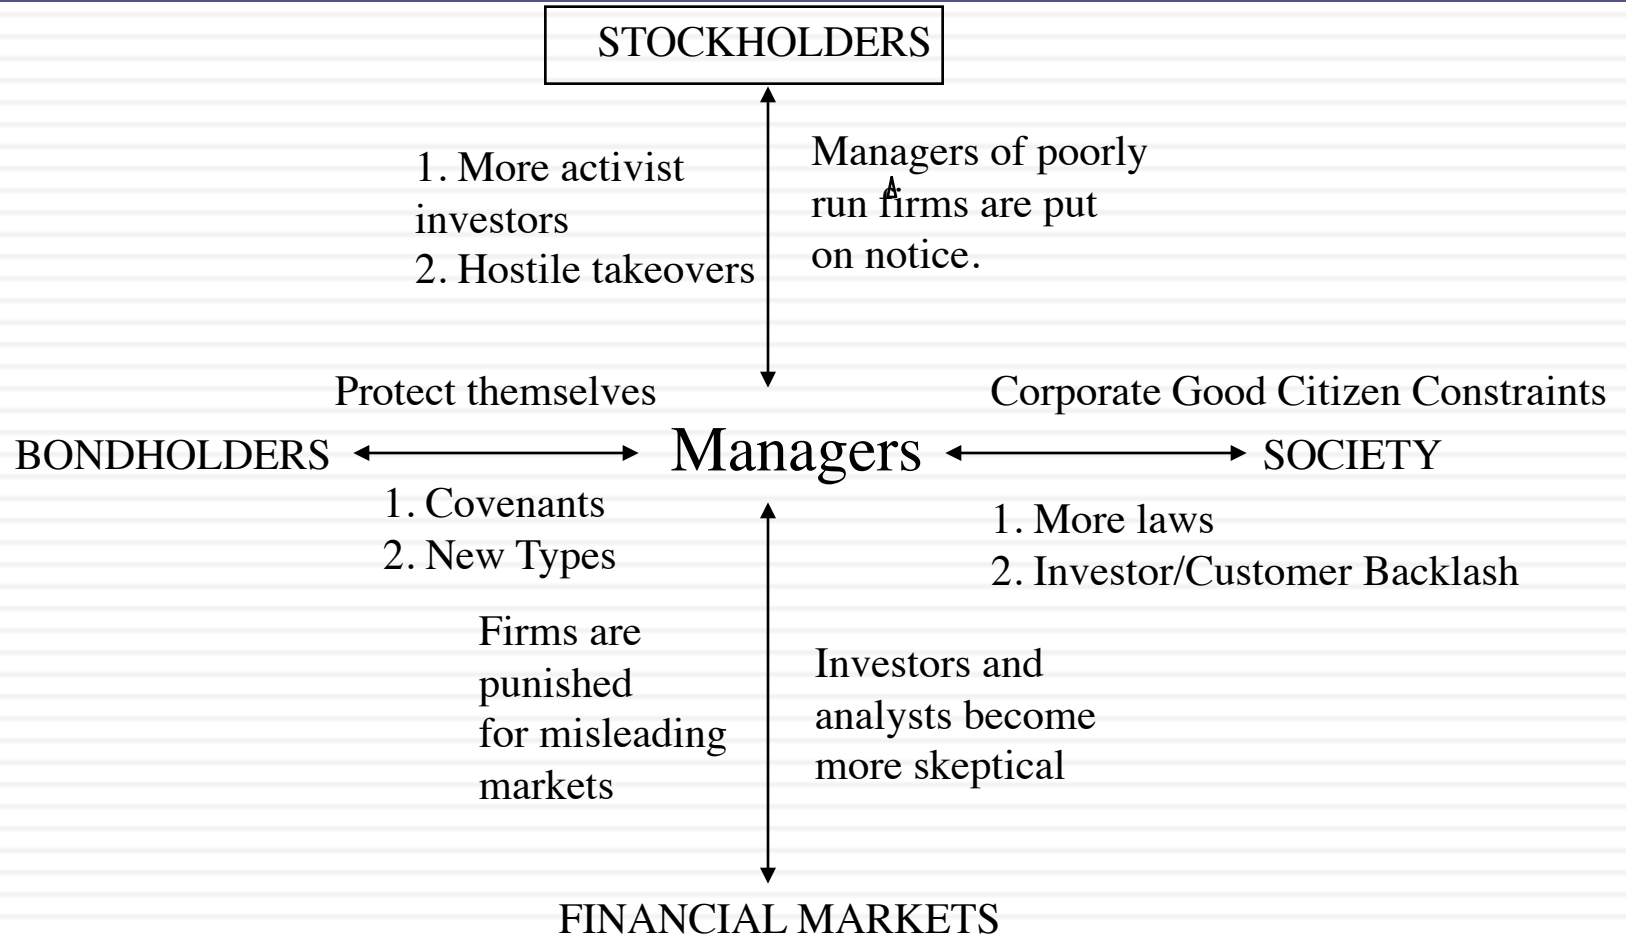 STOCKHOLDERS
1. More activist
investors
2. Hostile takeovers
Managers of poorly
run firms are put
on notice.
Protect themselves
Corporate Good Citizen Constraints
BONDHOLDERS
Managers
SOCIETY
1. Covenants
2. New Types
1. More laws
2. Investor/Customer Backlash
Firms are
punished
for misleading
markets
Investors and
analysts become
more skeptical
FINANCIAL MARKETS